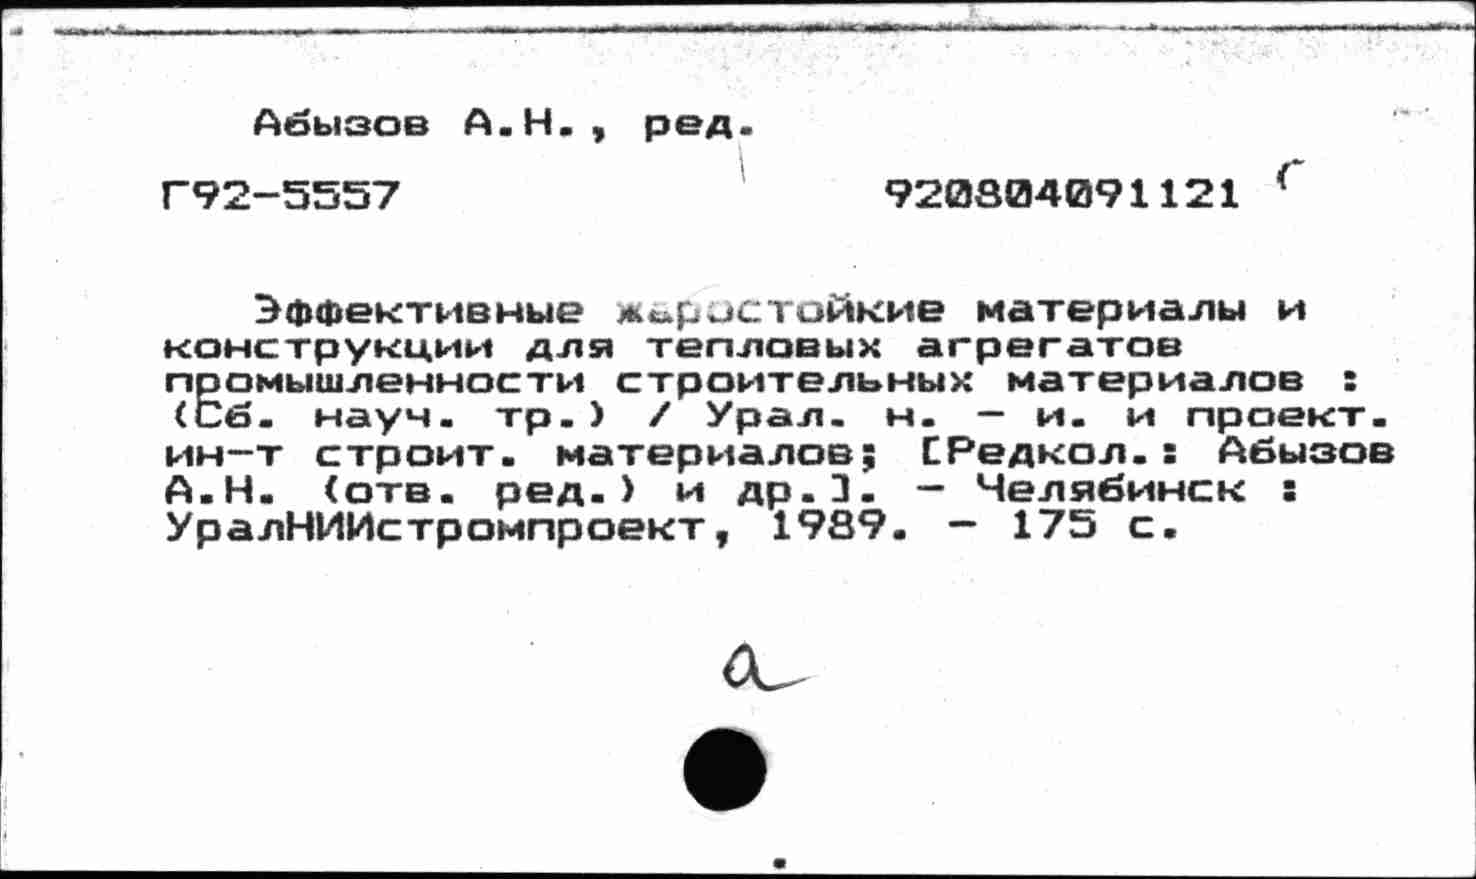 Абызов А.Н., ред.
Г92-5557 920804091121 г
Эффективные жаростойкие материалы и
конструкции для тепловых агрегатов
промышленности строительных материалов :
(Сб. науч. тр.) / Урал. н. - и. и проект.
ин-т строит. материалов; [Редкол.: Абызов
А.Н. (отв. ред.) и др.]. - Челябинск :
УралНИИстромпроект, 1989. - 175 с.
а